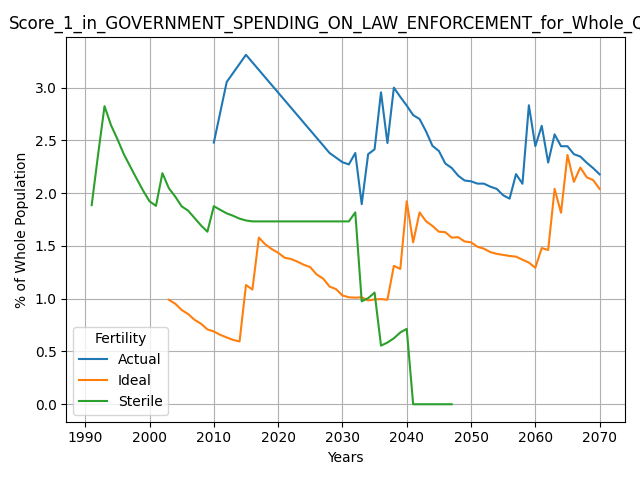 Score_1_in_GOVERNMENT_SPENDING_ON_LAW_ENFORCEMENT_for_Whole_
% of Whole Population
3.0
2.5
2.0
1.5
1.0
0.5
0.0
Fertility
Actual
Ideal
Sterile
1990 2000 2010 2020 2030 2040 2050 2060 2070
Years